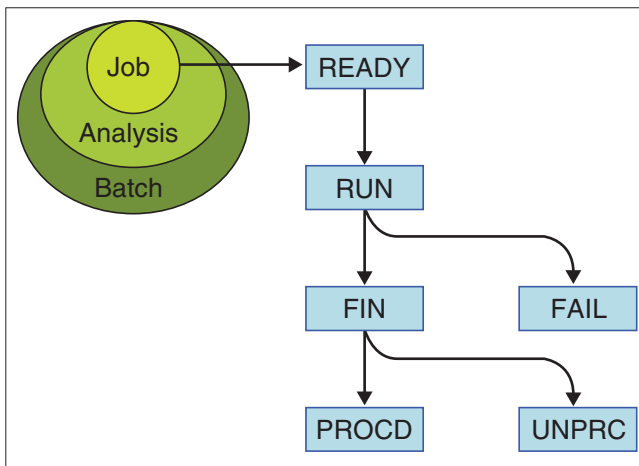 Job
READY
Analysis
Batch
RUN
FIN
FAIL
PROCD
UNPRC